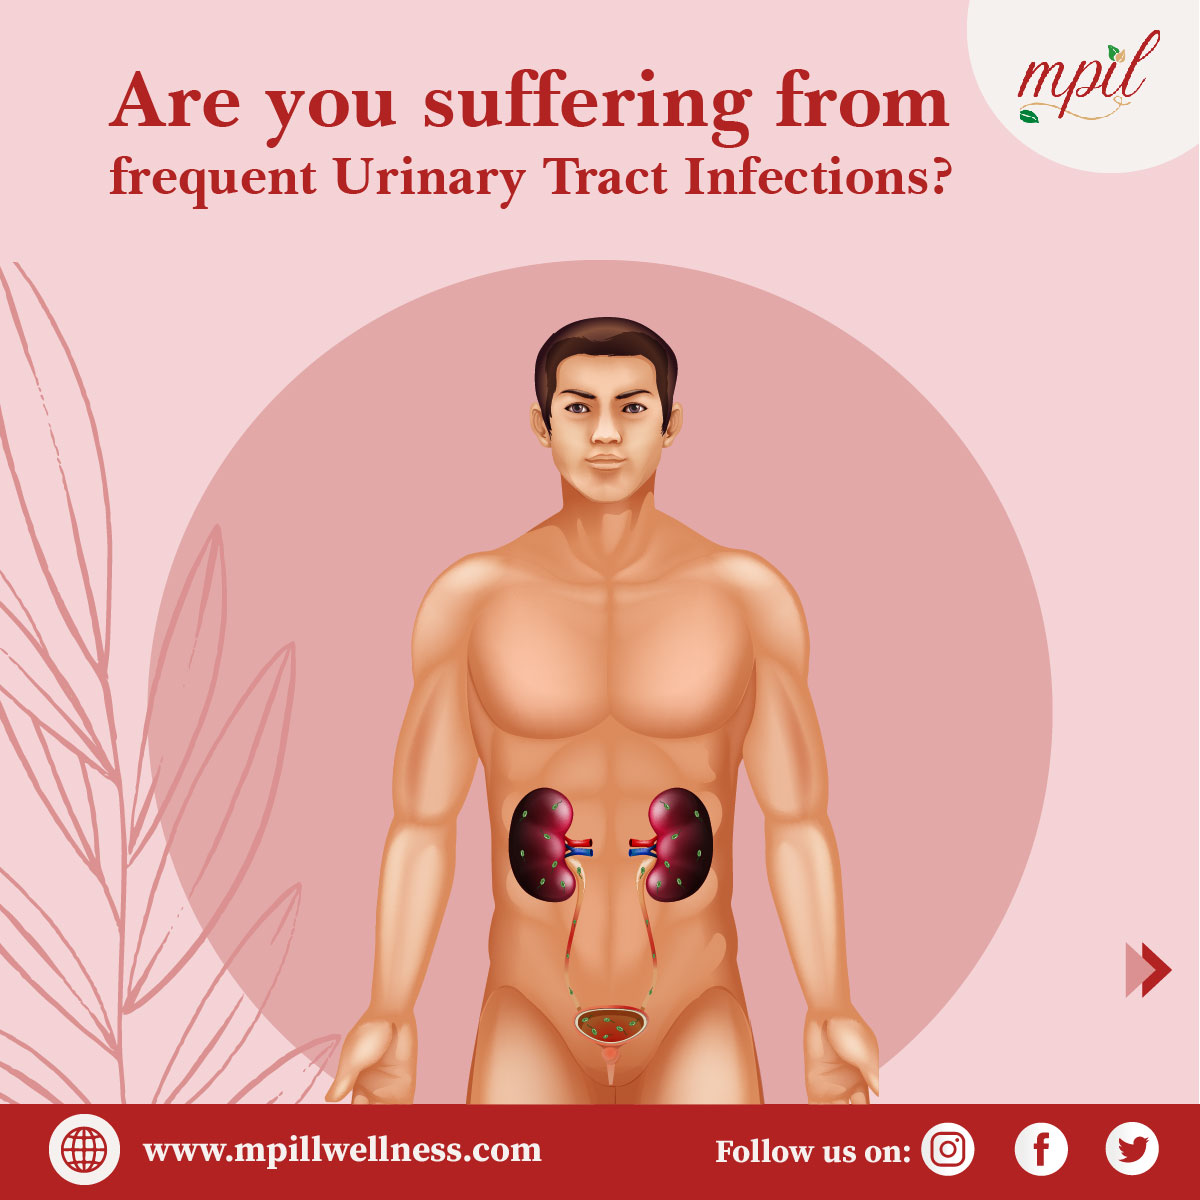 mpil
Are you suffering from
frequent Urinary Tract Infections?
www.mpillwellness.com
Follow us on: